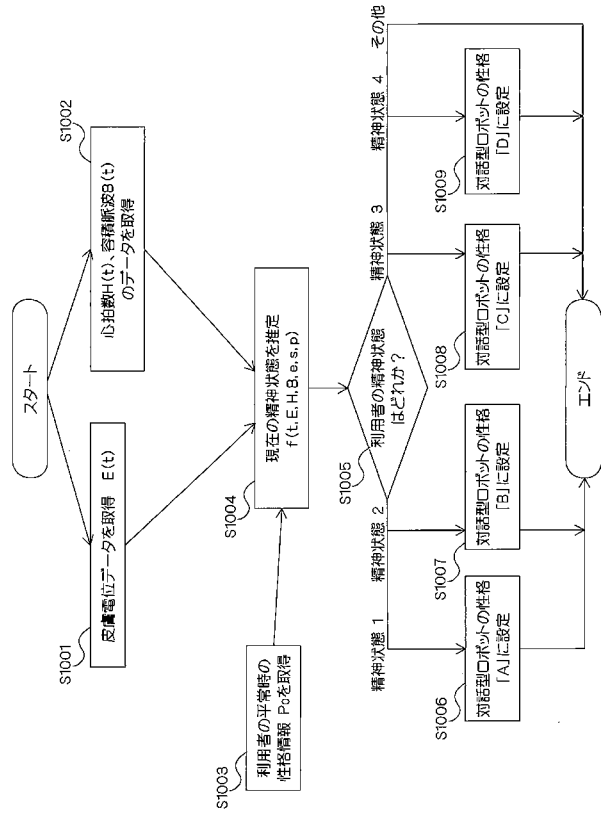 スタート
S1001
皮膚電位データを取得 E(t)
S1002
心拍数H(t)、容積脈波B(t)
のデータを取得
S1003
利用者の平常時の
性格情報 Poを取得
S1004
現在の精神状態を推定
f(t,E,H,B,e,s,p)
S1005
利用者の精神状態
はどれか?
精神状態 1
精神状態 2
精神状態 3
精神状態 4
その他
S1006
対話型ロボットの性格
「A」に設定
S1007
対話型ロボットの性格
「B」に設定
S1008
対話型ロボットの性格
「C」に設定
S1009
対話型ロボットの性格
「D」に設定
エンド